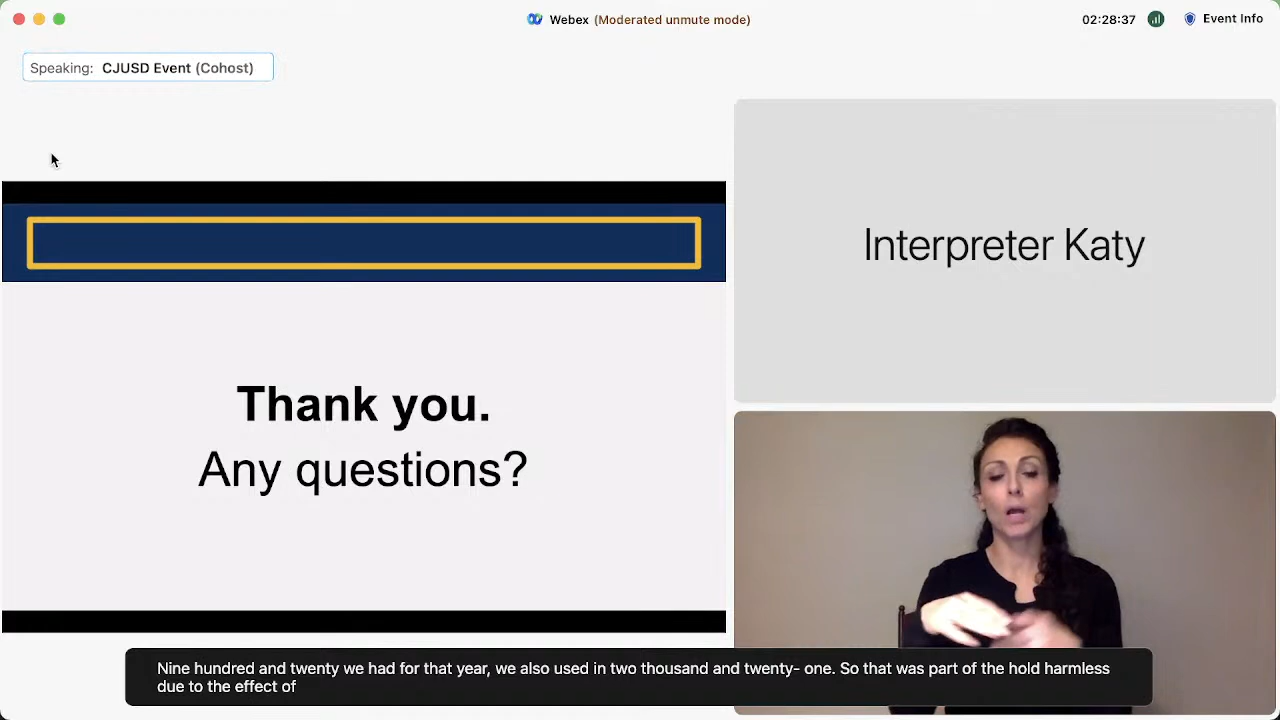 Webex (Moderated unmute mode)
02:28:37
Event Info
Speaking: CJUSD Event (Cohost)
Interpreter Katy
Thank you.
Any questions?
Nine hundred and twenty we had for that year, we also used in two thousand and twenty- one. So that was part of the hold harmless
due to the effect of